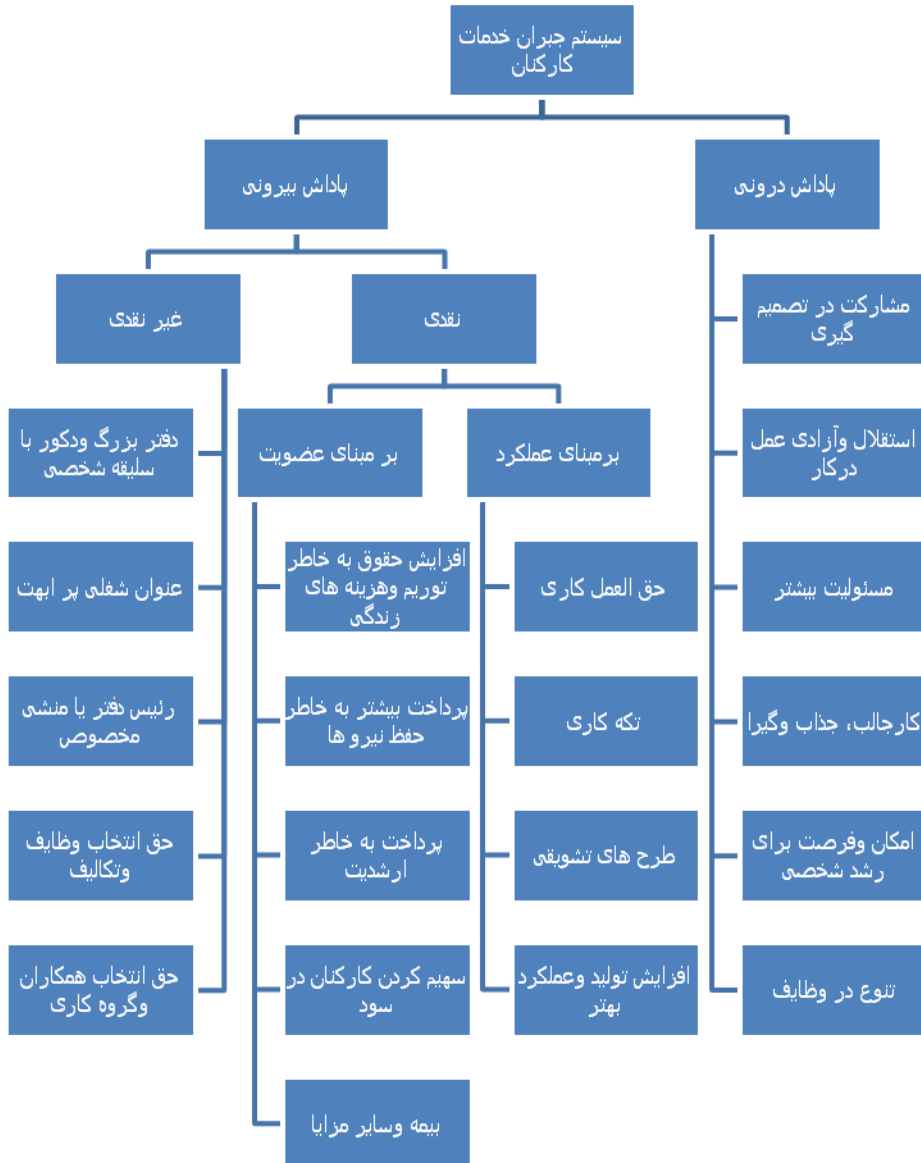 سیستم جبران خدمات
کارکنان
پاداش درونی
پاداش بیرونی
مشارکت در تصمیم
گیری
استقلال وآزادی عمل
درکار
مسئولیت بیشتر
کارجالب، جذاب وگیرا
امکان وفرصت برای
رشد شخصی
تنوع در وظایف
نقدی
غیر نقدی
برمبنای عملکرد
بر مبنای عضویت
حق العمل کاری
تکه کاری
طرح های تشویقی
افزایش تولید وعملکرد
بهتر
افزایش حقوق به خاطر
توریم وهزینه های
زندگی
پرداخت بیشتر به خاطر
حفظ نیرو ها
پرداخت به خاطر
ارشدیت
سهیم کردن کارکنان در
سود
بیمه وسایر مزایا
دفتر بزرگ ودکور با
سلیقه شخصی
عنوان شغلی پر ابهت
رئیس دفتر یا منشی
مخصوص
حق انتخاب وظایف
وتکالیف
حق انتخاب همکاران
وگروه کاری